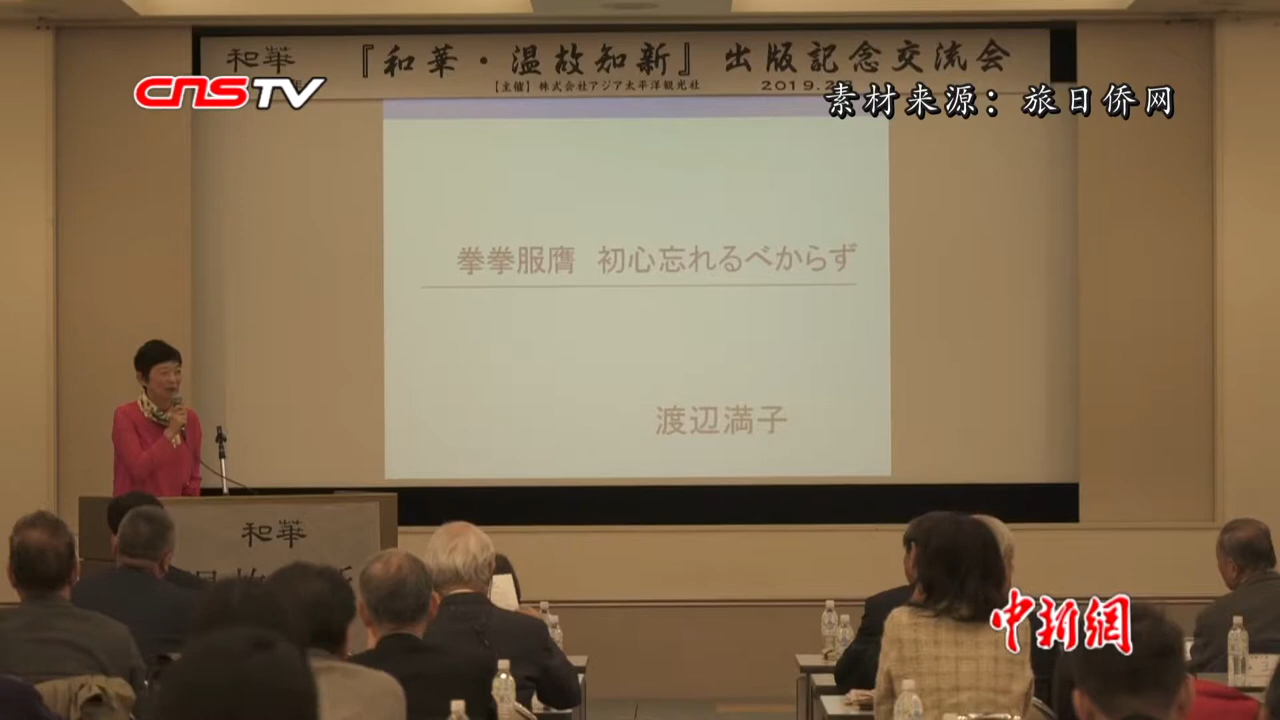 和華
『和華・温故知新』出版記念交流会
【主催】株式会社アジア太平洋観光社
2019.2
CNSTV
素材来源：旅日侨网
拳拳服膺 初心忘れるべからず
渡辺満子
和華
中新網